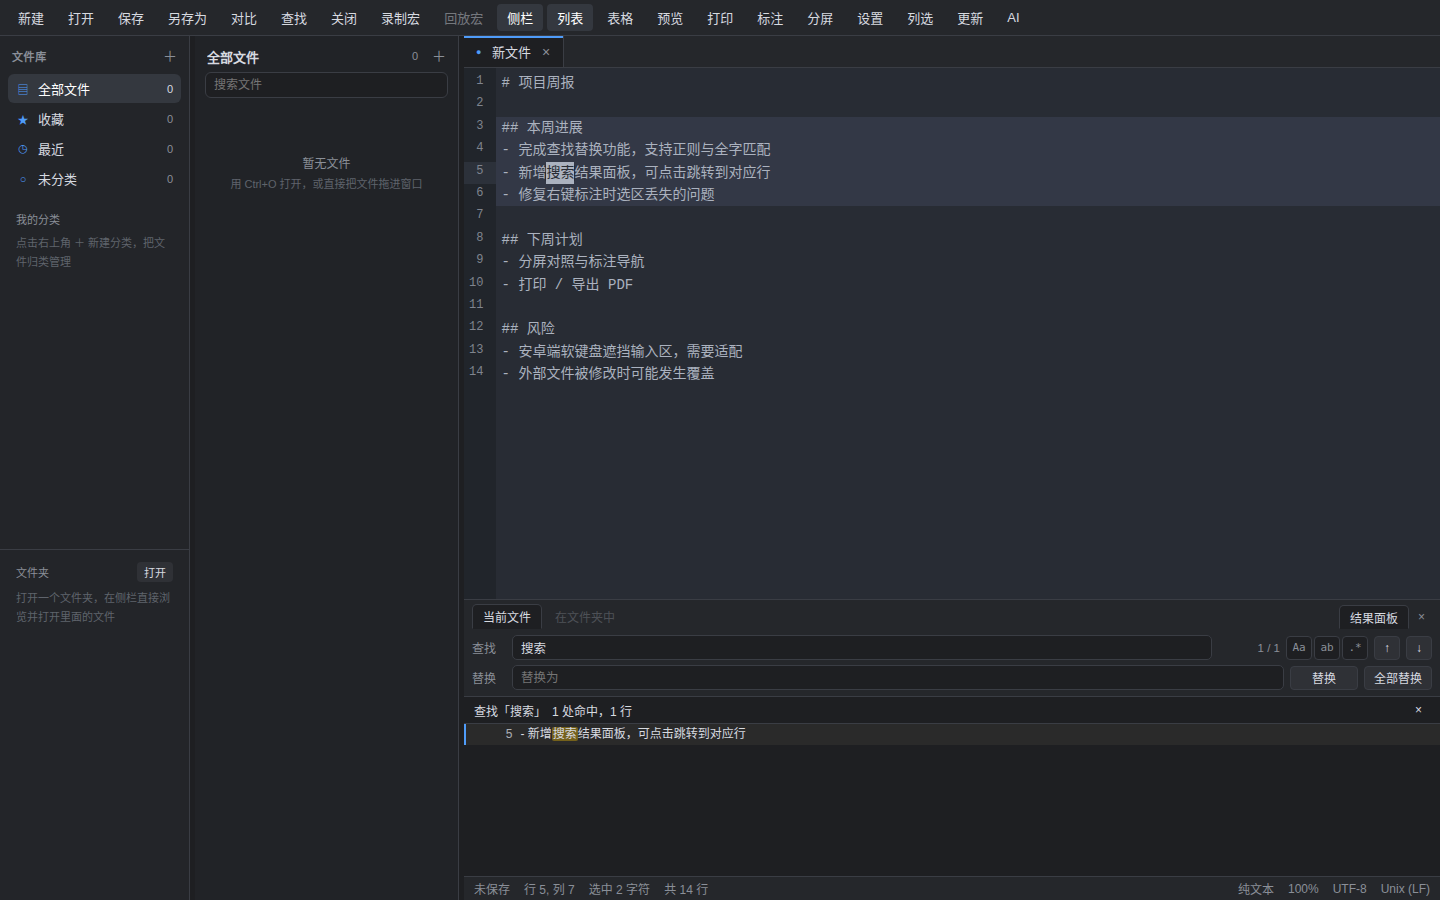 新建 打开 保存 另存为 对比 查找 关闭 录制宏 回放宏 侧栏 列表 表格 预览 打印 标注 分屏 设置 列选 更新 AI
文件库 ＋
全部文件 0
收藏 0
最近 0
未分类 0
我的分类
点击右上角 ＋ 新建分类，把文
件归类管理
文件夹 打开
打开一个文件夹，在侧栏直接浏
览并打开里面的文件
全部文件 0 ＋
搜索文件
暂无文件
用 Ctrl+O 打开，或直接把文件拖进窗口
● 新文件 ×
1 # 项目周报
2
3 ## 本周进展
4 - 完成查找替换功能，支持正则与全字匹配
5 - 新增搜索结果面板，可点击跳转到对应行
6 - 修复右键标注时选区丢失的问题
7
8 ## 下周计划
9 - 分屏对照与标注导航
10 - 打印 / 导出 PDF
11
12 ## 风险
13 - 安卓端软键盘遮挡输入区，需要适配
14 - 外部文件被修改时可能发生覆盖
当前文件 在文件夹中 结果面板 ×
查找 搜索 1 / 1 Aa ab .* ↑ ↓
替换 替换为 替换 全部替换
查找「搜索」 1 处命中，1 行 ×
5 - 新增搜索结果面板，可点击跳转到对应行
未保存 行 5, 列 7 选中 2 字符 共 14 行 纯文本 100% UTF-8 Unix (LF)